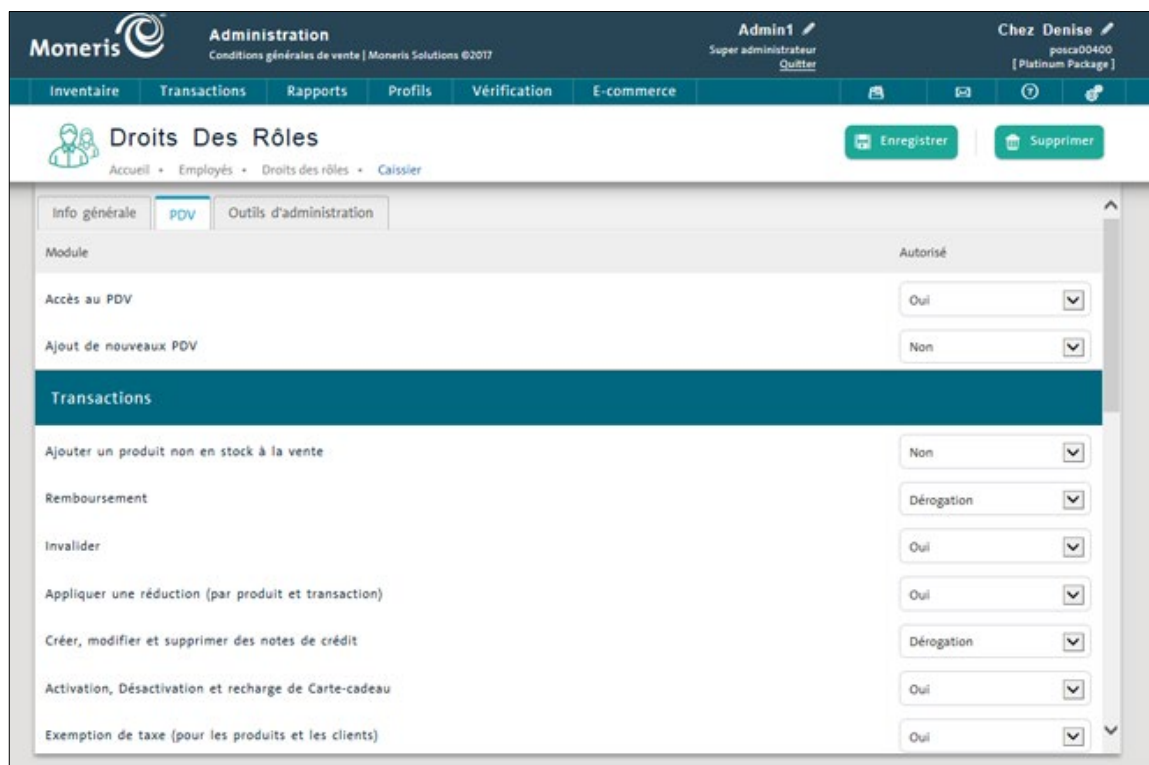 Moneris
Administration
Conditions générales de vente | Moneris Solutions ©2017
Admin1
Super administrateur
Quitter
Chez Denise
posca00400
[ Platinum Package ]
Inventaire Transactions Rapports Profils Vérification E-commerce
Droits Des Rôles
Accueil • Employés • Droits des rôles • Caissier
Enregistrer
Supprimer
Info générale PDV Outils d'administration
Module Autorisé
Accès au PDV Oui
Ajout de nouveaux PDV Non
Transactions
Ajouter un produit non en stock à la vente Non
Remboursement Dérogation
Invalider Oui
Appliquer une réduction (par produit et transaction) Oui
Créer, modifier et supprimer des notes de crédit Dérogation
Activation, Désactivation et recharge de Carte-cadeau Oui
Exemption de taxe (pour les produits et les clients) Oui